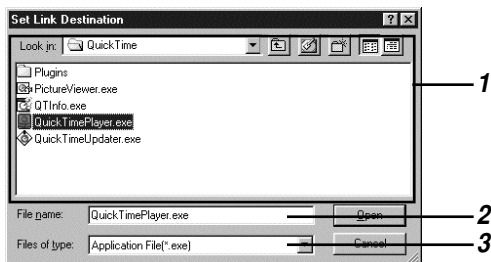 Set Link Destination
Look in: QuickTime
Plugins
PictureViewer.exe
QTInfo.exe
QuickTimePlayer.exe
QuickTimeUpdater.exe
1
File name: QuickTimePlayer.exe Open 2
Files of type: Application File(*.exe) Cancel 3